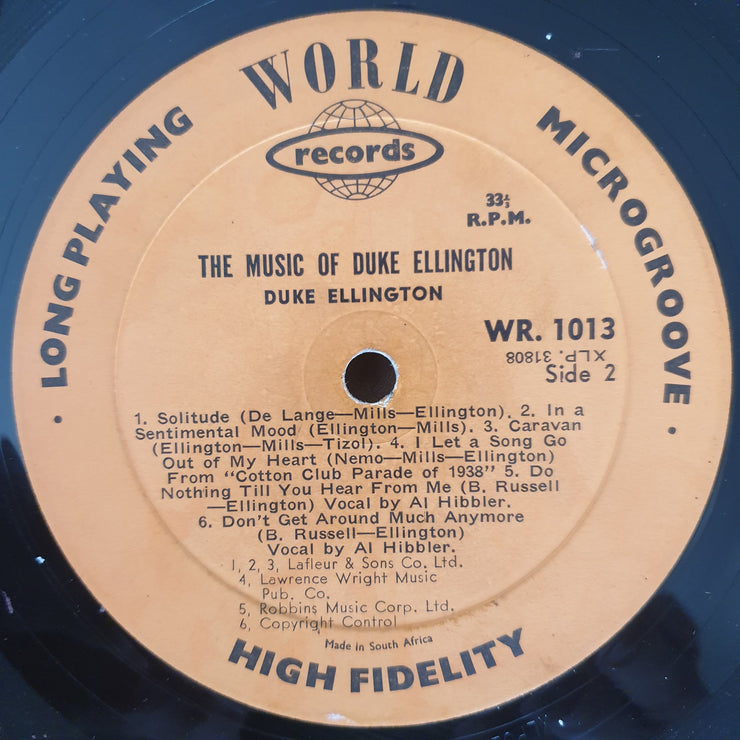 WORLD
records
LONG PLAYING
MICROGROOVE
33⅓
R.P.M.
THE MUSIC OF DUKE ELLINGTON
DUKE ELLINGTON
WR. 1013
XLP. 31808
Side 2
1. Solitude (De Lange—Mills—Ellington). 2. In a
Sentimental Mood (Ellington—Mills). 3. Caravan
(Ellington—Mills—Tizol). 4. I Let a Song Go
Out of My Heart (Nemo—Mills—Ellington)
From "Cotton Club Parade of 1938" 5. Do
Nothing Till You Hear From Me (B. Russell
—Ellington) Vocal by Al Hibbler.
6. Don't Get Around Much Anymore
(B. Russell—Ellington)
Vocal by Al Hibbler.
1, 2, 3, Lafleur & Sons Co. Ltd.
4, Lawrence Wright Music
Pub. Co.
5, Robbins Music Corp. Ltd.
6, Copyright Control
Made in South Africa
HIGH FIDELITY